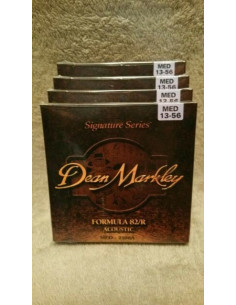 MED
13-56
MED
13-56
MED
13-56
MED
13-56
Signature Series
Dean Markley
FORMULA 82/R
ACOUSTIC